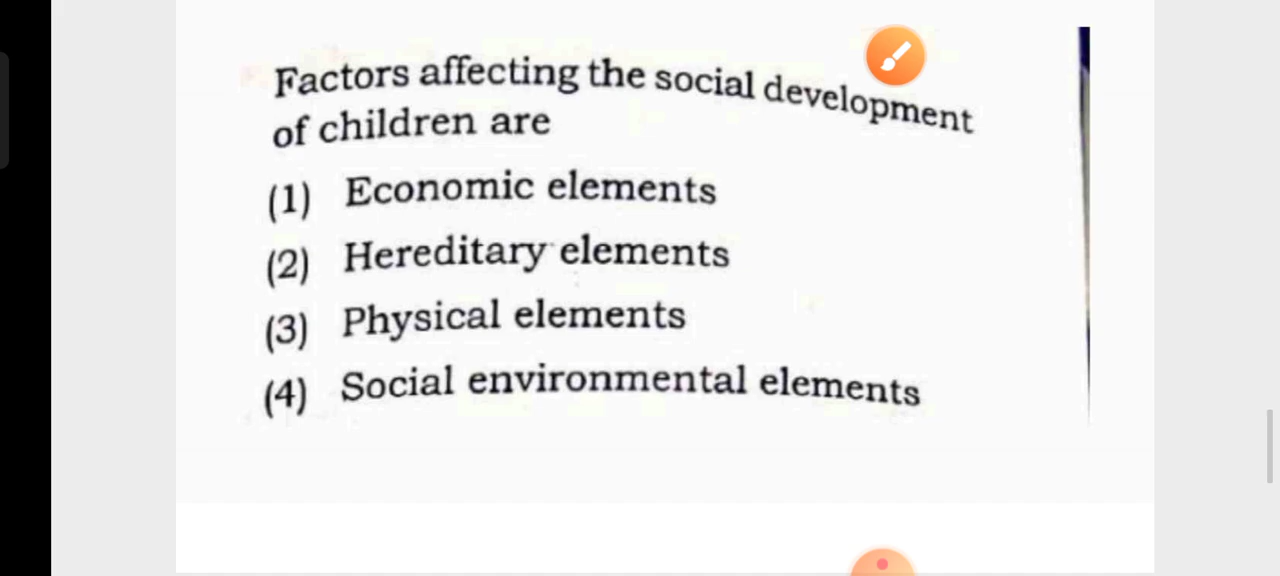 Factors affecting the social development
of children are
(1) Economic elements
(2) Hereditary elements
(3) Physical elements
(4) Social environmental elements